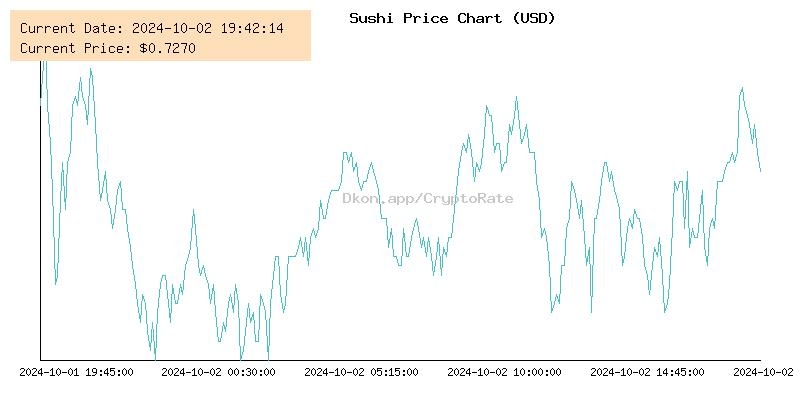 Sushi Price Chart (USD)
Current Date: 2024-10-02 19:42:14
Current Price: $0.7270
Dkon.app/CryptoRate
2024-10-01 19:45:00 2024-10-02 00:30:00 2024-10-02 05:15:00 2024-10-02 10:00:00 2024-10-02 14:45:00 2024-10-02